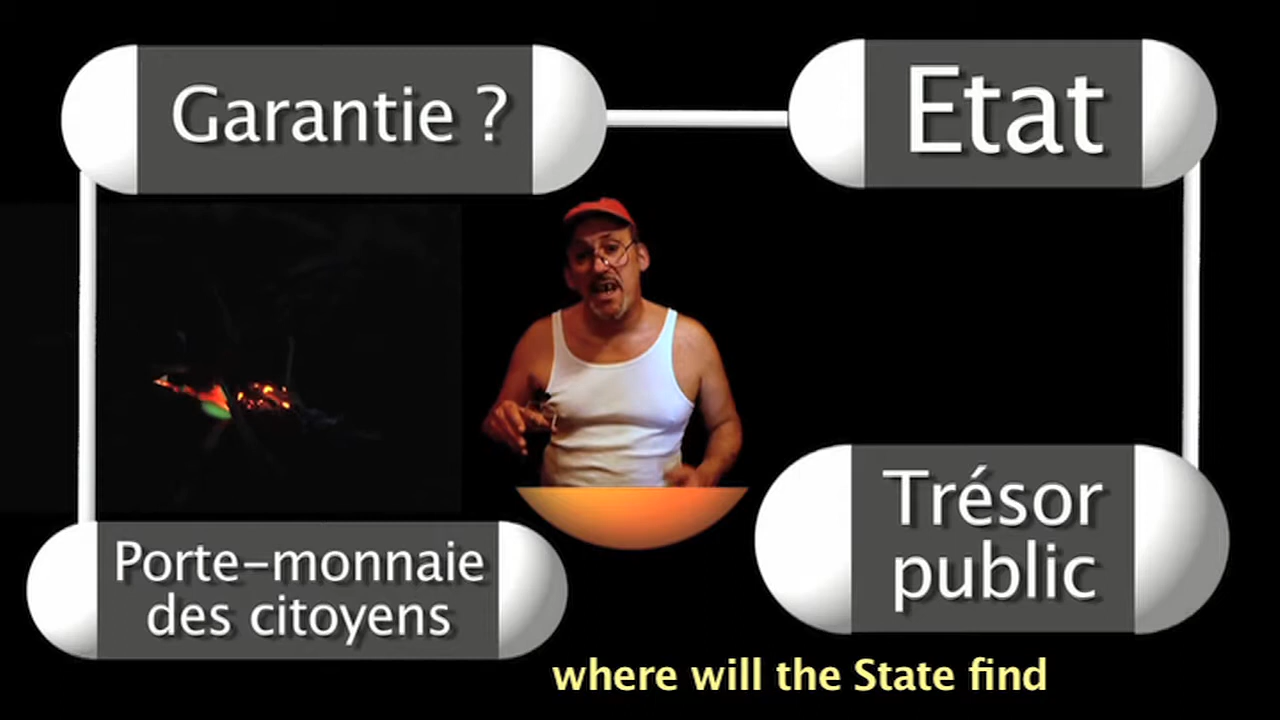 Garantie ?
Etat
Trésor
public
Porte-monnaie
des citoyens
where will the State find